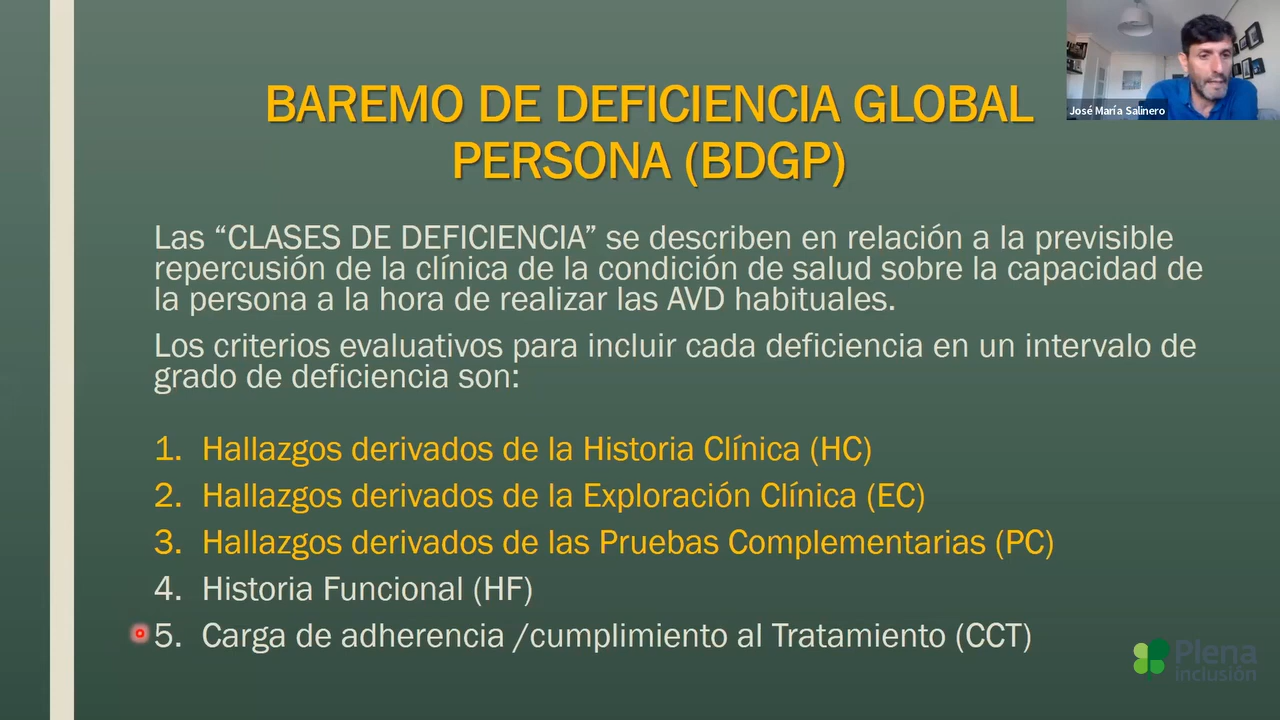 José María Salinero
BAREMO DE DEFICIENCIA GLOBAL
PERSONA (BDGP)
Las “CLASES DE DEFICIENCIA” se describen en relación a la previsible
repercusión de la clínica de la condición de salud sobre la capacidad de
la persona a la hora de realizar las AVD habituales.
Los criterios evaluativos para incluir cada deficiencia en un intervalo de
grado de deficiencia son:
1. Hallazgos derivados de la Historia Clínica (HC)
2. Hallazgos derivados de la Exploración Clínica (EC)
3. Hallazgos derivados de las Pruebas Complementarias (PC)
4. Historia Funcional (HF)
5. Carga de adherencia /cumplimiento al Tratamiento (CCT)
Plena
inclusión